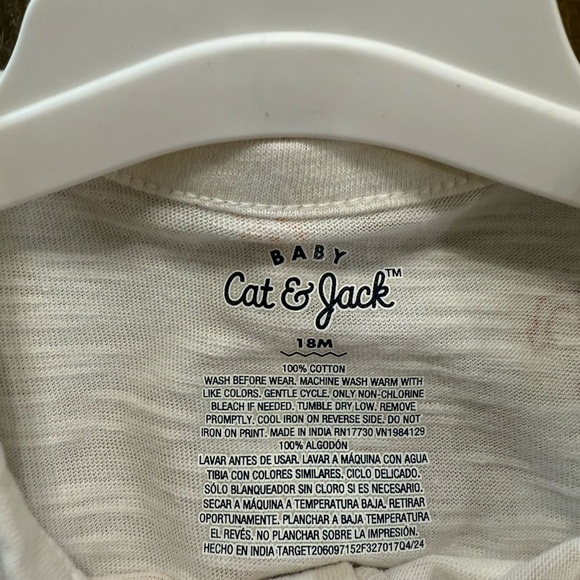 BABY
Cat & Jack™
18M
100% COTTON
WASH BEFORE WEAR. MACHINE WASH WARM WITH
LIKE COLORS. GENTLE CYCLE. ONLY NON-CHLORINE
BLEACH IF NEEDED. TUMBLE DRY LOW. REMOVE
PROMPTLY. COOL IRON ON REVERSE SIDE. DO NOT
IRON ON PRINT. MADE IN INDIA RN17730 VN1984129
100% ALGODÓN
LAVAR ANTES DE USAR. LAVAR A MÁQUINA CON AGUA
TIBIA CON COLORES SIMILARES. CICLO DELICADO.
SÓLO BLANQUEADOR SIN CLORO SI ES NECESARIO.
SECAR A MÁQUINA A TEMPERATURA BAJA. RETIRAR
OPORTUNAMENTE. PLANCHAR A BAJA TEMPERATURA
EL REVÉS. NO PLANCHAR SOBRE LA IMPRESIÓN.
HECHO EN INDIA TARGET206097152F327017Q4/24